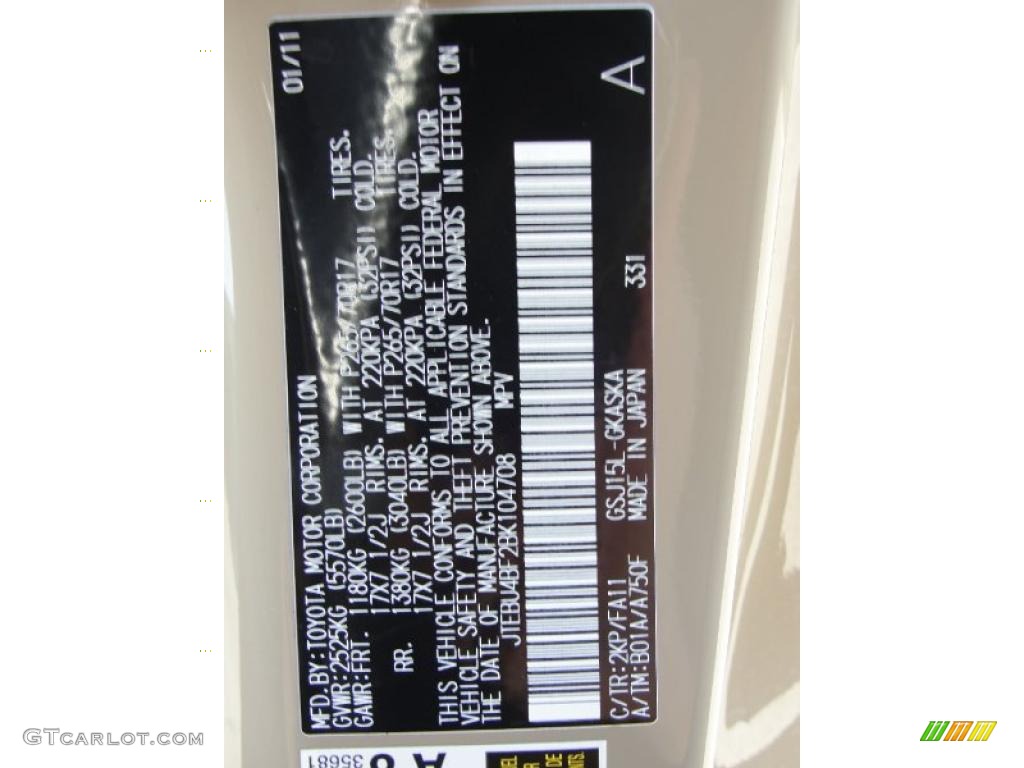 MFD. BY: TOYOTA MOTOR CORPORATION 01/11
GVWR: 2525KG (5570LB)
GAWR: FRT. 1180KG (2600LB) WITH P265/70R17 TIRES.
17X7 1/2J RIMS. AT 220KPA (32PSI) COLD.
RR. 1380KG (3040LB) WITH P265/70R17 TIRES.
17X7 1/2J RIMS. AT 220KPA (32PSI) COLD.
THIS VEHICLE CONFORMS TO ALL APPLICABLE FEDERAL MOTOR
VEHICLE SAFETY AND THEFT PREVENTION STANDARDS IN EFFECT ON
THE DATE OF MANUFACTURE SHOWN ABOVE.
JTEBU4BF2BK104708 MPV
C/TR: 2KP/FA11 GSJ15L-GKASKA
A/TM: B01A/A750F MADE IN JAPAN 331 A
35681
GTCarLot.com